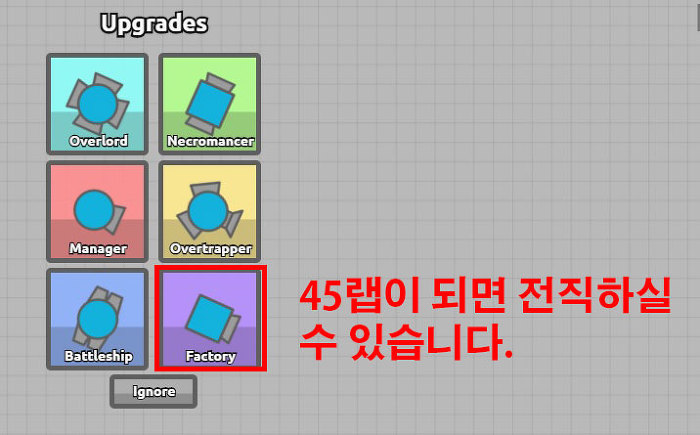 Upgrades
Overlord
Necromancer
Manager
Overtrapper
Battleship
Factory
Ignore
45랩이 되면 전직하실
수 있습니다.